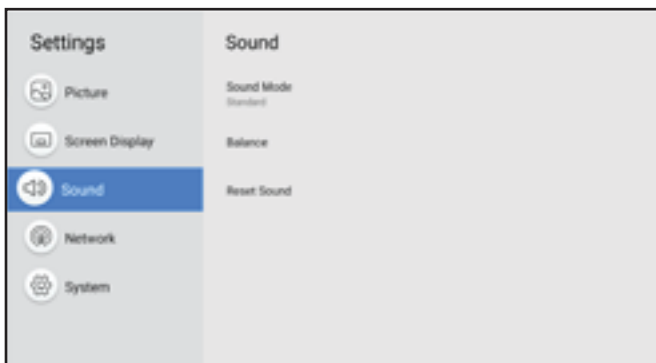 Settings
Picture
Screen Display
Sound
Network
System
Sound
Sound Mode
Standard
Balance
Reset Sound